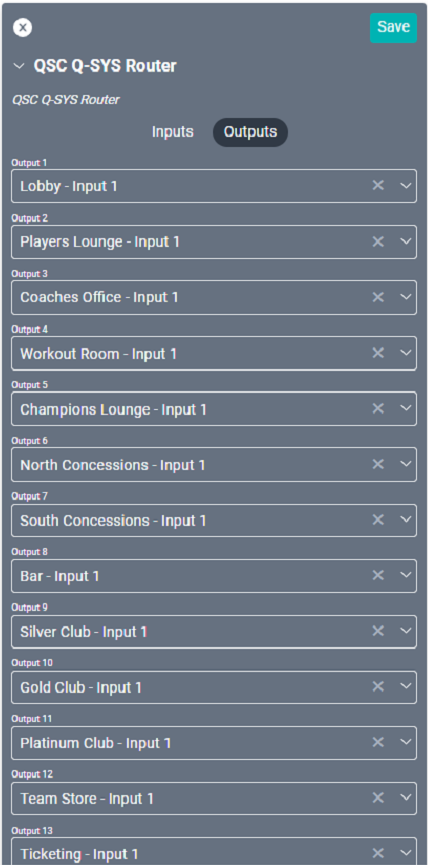 Save
QSC Q-SYS Router
QSC Q-SYS Router
Inputs Outputs
Output 1
Lobby - Input 1
Output 2
Players Lounge - Input 1
Output 3
Coaches Office - Input 1
Output 4
Workout Room - Input 1
Output 5
Champions Lounge - Input 1
Output 6
North Concessions - Input 1
Output 7
South Concessions - Input 1
Output 8
Bar - Input 1
Output 9
Silver Club - Input 1
Output 10
Gold Club - Input 1
Output 11
Platinum Club - Input 1
Output 12
Team Store - Input 1
Output 13
Ticketing - Input 1